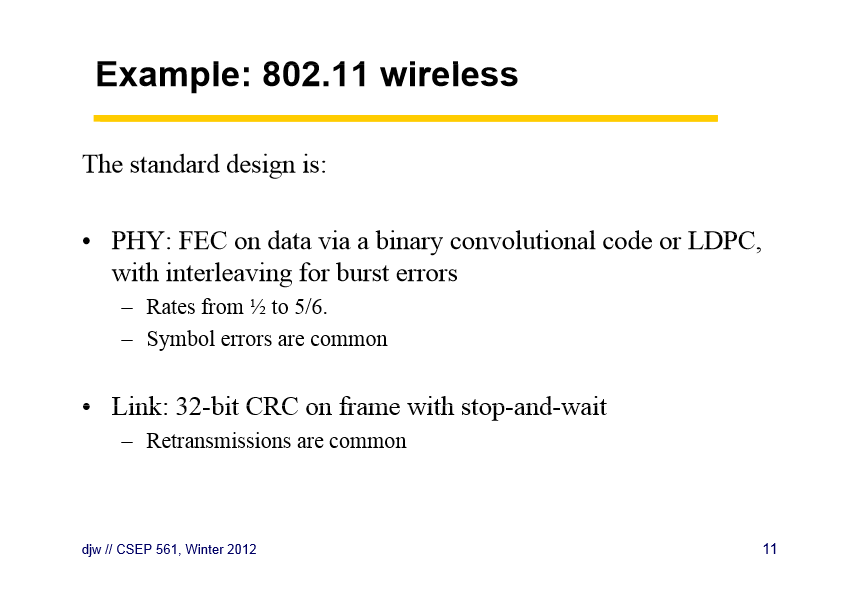 Example: 802.11 wireless
The standard design is:
• PHY: FEC on data via a binary convolutional code or LDPC,
with interleaving for burst errors
– Rates from ½ to 5/6.
– Symbol errors are common
• Link: 32-bit CRC on frame with stop-and-wait
– Retransmissions are common
djw // CSEP 561, Winter 2012
11